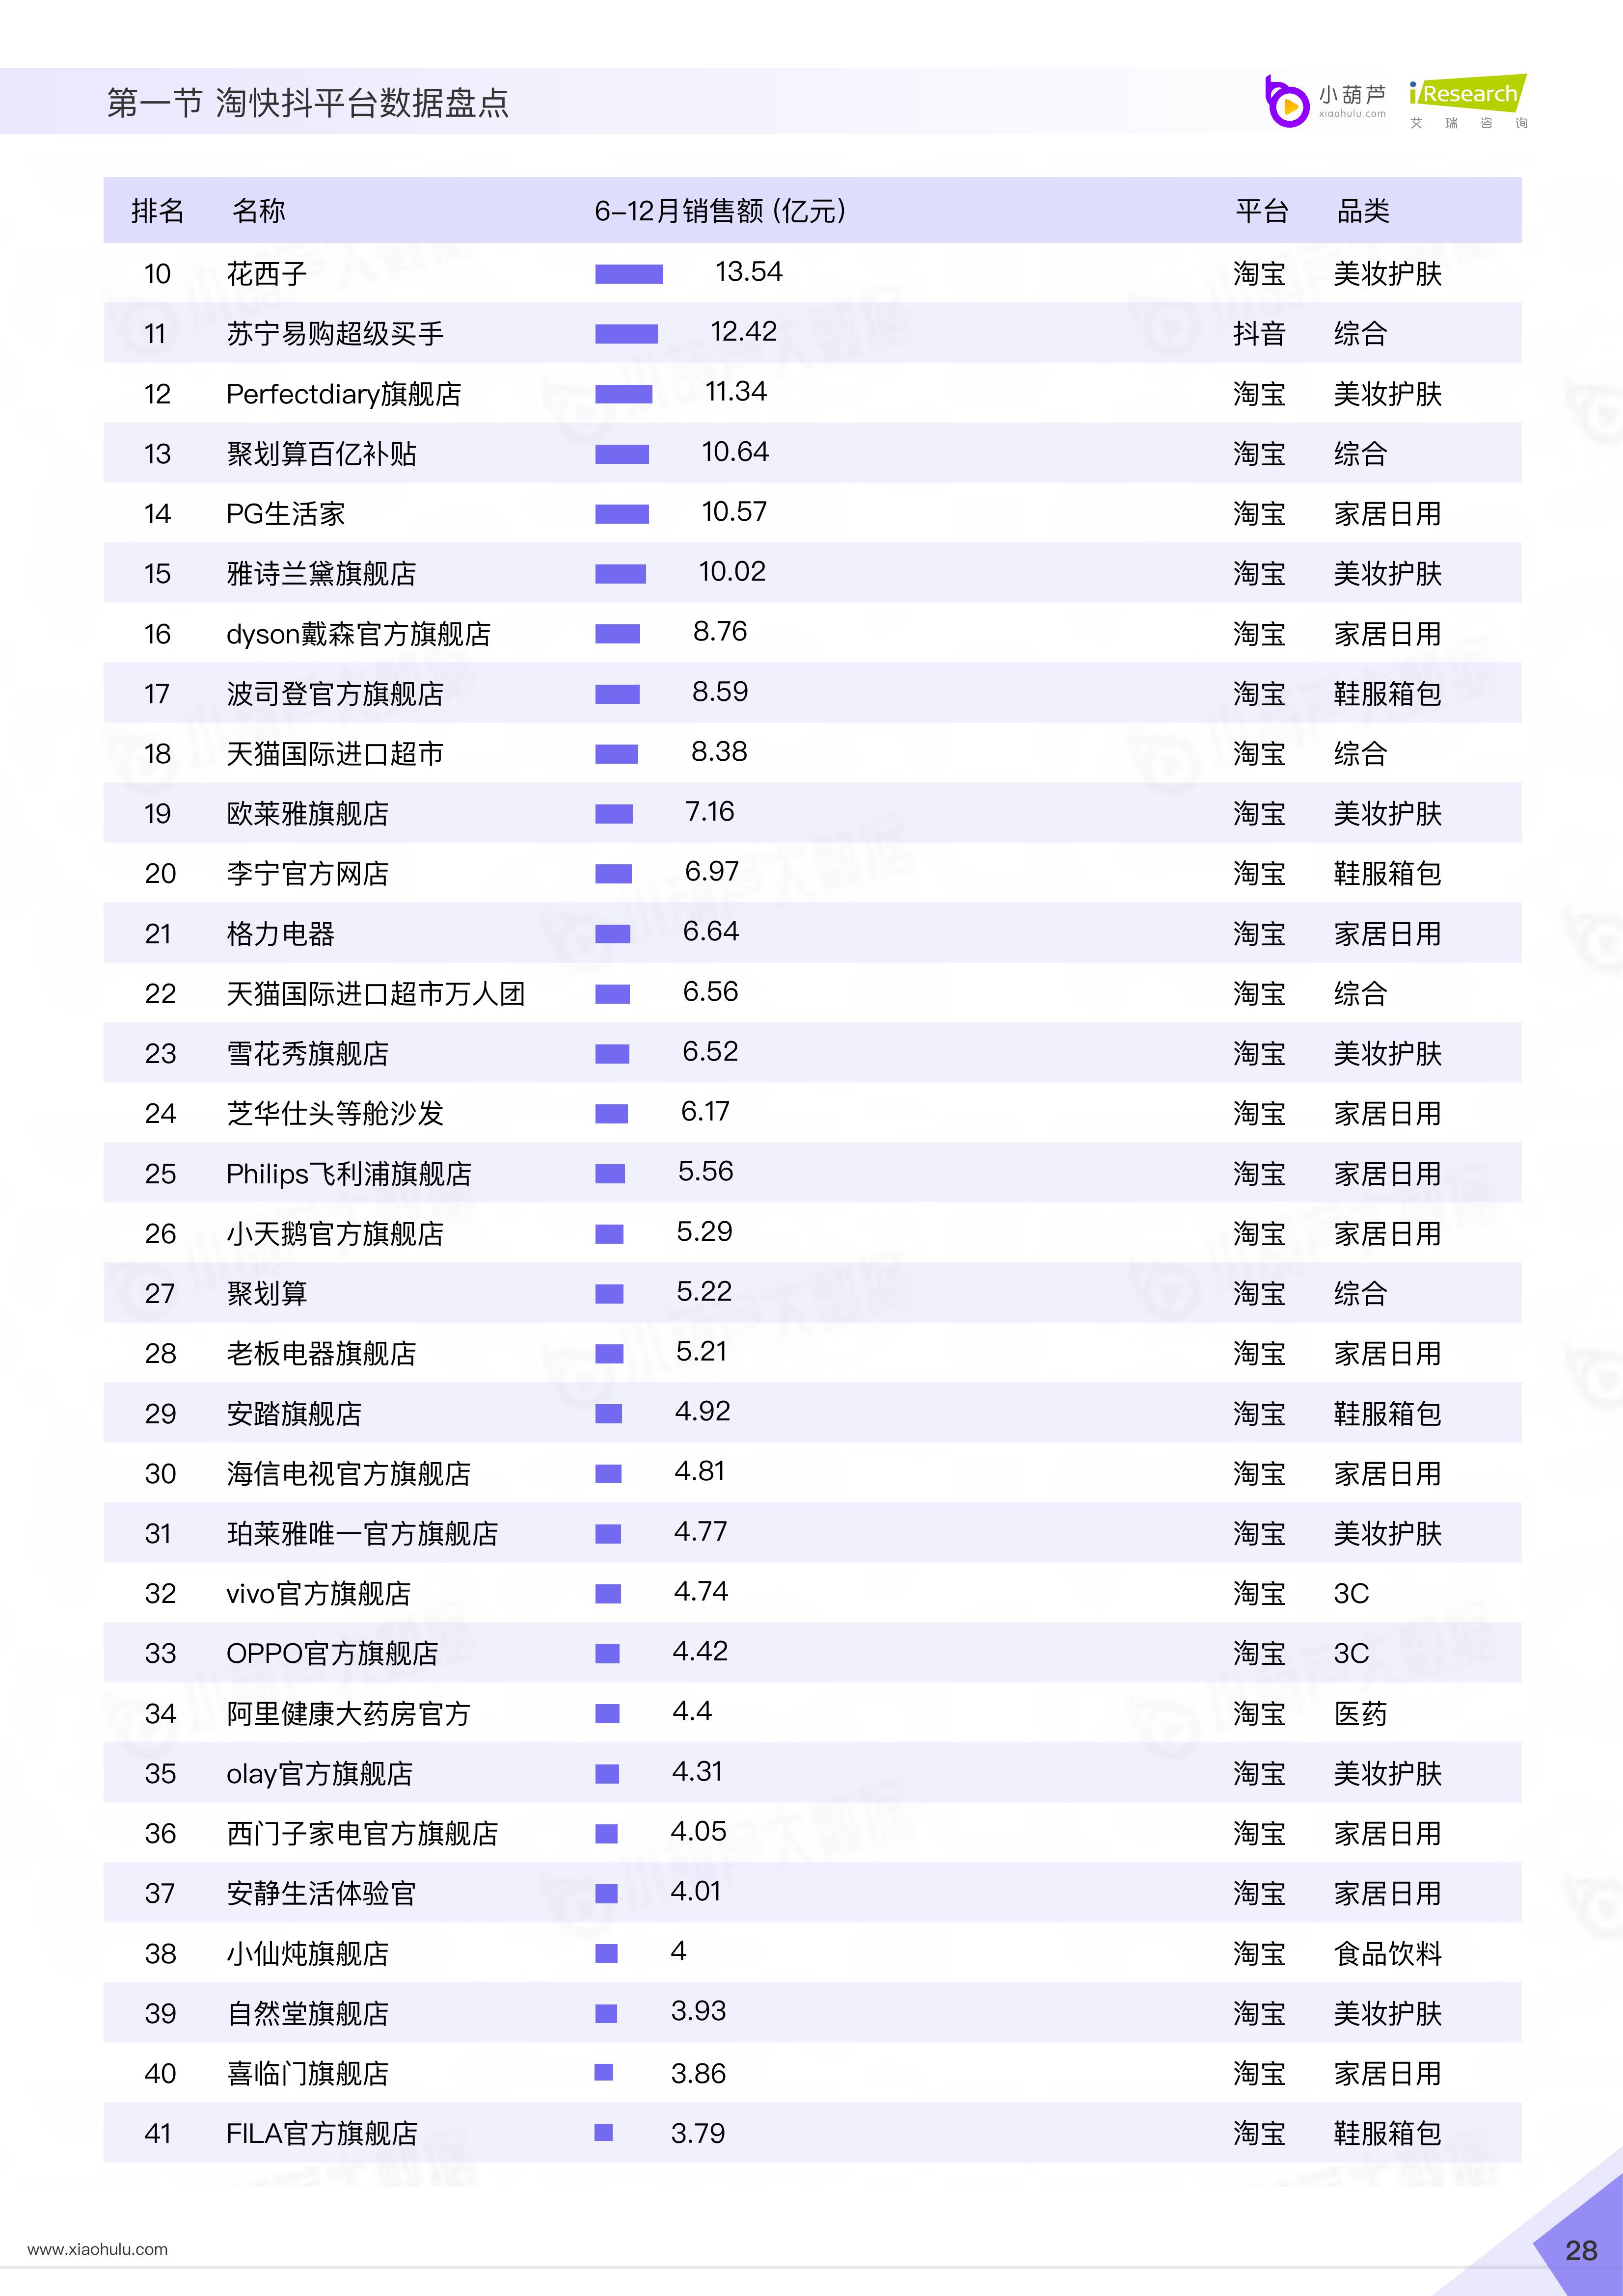 第一节 淘快抖平台数据盘点
小葫芦
xiaohulu.com
iResearch
艾瑞咨询
排名 名称 6-12月销售额 (亿元) 平台 品类
10 花西子 13.54 淘宝 美妆护肤
11 苏宁易购超级买手 12.42 抖音 综合
12 Perfectdiary旗舰店 11.34 淘宝 美妆护肤
13 聚划算百亿补贴 10.64 淘宝 综合
14 PG生活家 10.57 淘宝 家居日用
15 雅诗兰黛旗舰店 10.02 淘宝 美妆护肤
16 dyson戴森官方旗舰店 8.76 淘宝 家居日用
17 波司登官方旗舰店 8.59 淘宝 鞋服箱包
18 天猫国际进口超市 8.38 淘宝 综合
19 欧莱雅旗舰店 7.16 淘宝 美妆护肤
20 李宁官方网店 6.97 淘宝 鞋服箱包
21 格力电器 6.64 淘宝 家居日用
22 天猫国际进口超市万人团 6.56 淘宝 综合
23 雪花秀旗舰店 6.52 淘宝 美妆护肤
24 芝华仕头等舱沙发 6.17 淘宝 家居日用
25 Philips飞利浦旗舰店 5.56 淘宝 家居日用
26 小天鹅官方旗舰店 5.29 淘宝 家居日用
27 聚划算 5.22 淘宝 综合
28 老板电器旗舰店 5.21 淘宝 家居日用
29 安踏旗舰店 4.92 淘宝 鞋服箱包
30 海信电视官方旗舰店 4.81 淘宝 家居日用
31 珀莱雅唯一官方旗舰店 4.77 淘宝 美妆护肤
32 vivo官方旗舰店 4.74 淘宝 3C
33 OPPO官方旗舰店 4.42 淘宝 3C
34 阿里健康大药房官方 4.4 淘宝 医药
35 olay官方旗舰店 4.31 淘宝 美妆护肤
36 西门子家电官方旗舰店 4.05 淘宝 家居日用
37 安静生活体验官 4.01 淘宝 家居日用
38 小仙炖旗舰店 4 淘宝 食品饮料
39 自然堂旗舰店 3.93 淘宝 美妆护肤
40 喜临门旗舰店 3.86 淘宝 家居日用
41 FILA官方旗舰店 3.79 淘宝 鞋服箱包
www.xiaohulu.com
28